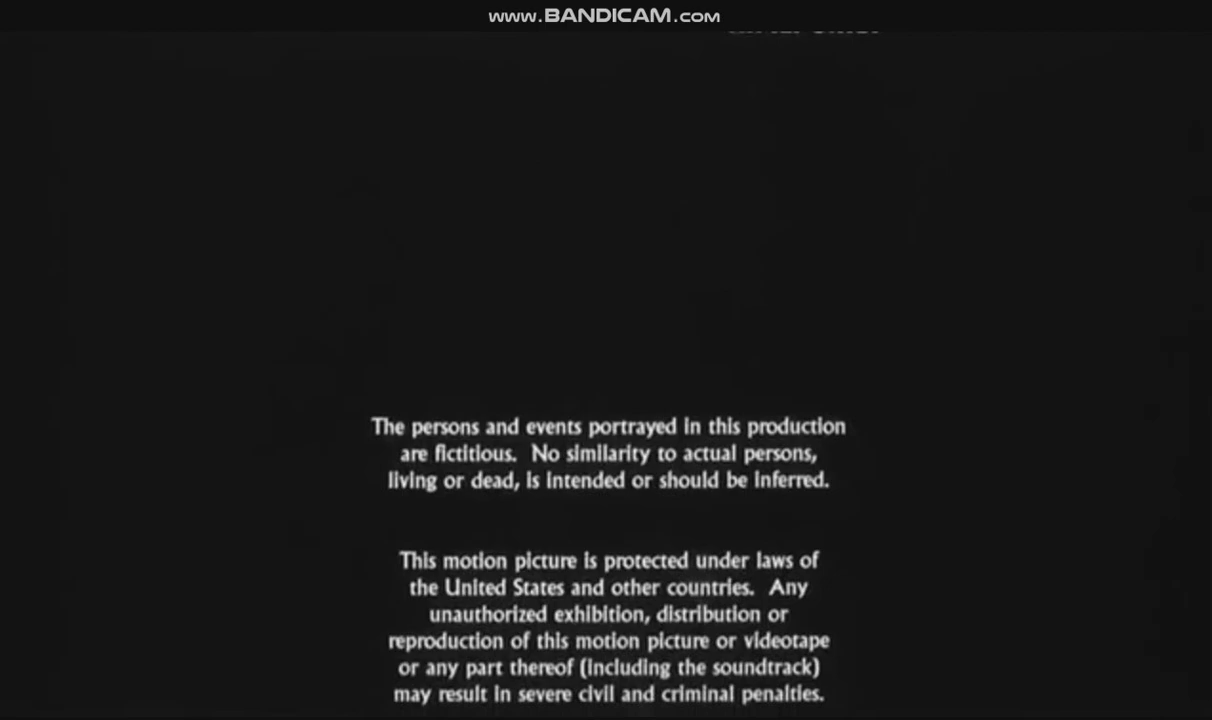 www.BANDICAM.com
The persons and events portrayed in this production
are fictitious.  No similarity to actual persons,
living or dead, is intended or should be inferred.
This motion picture is protected under laws of
the United States and other countries.  Any
unauthorized exhibition, distribution or
reproduction of this motion picture or videotape
or any part thereof (including the soundtrack)
may result in severe civil and criminal penalties.